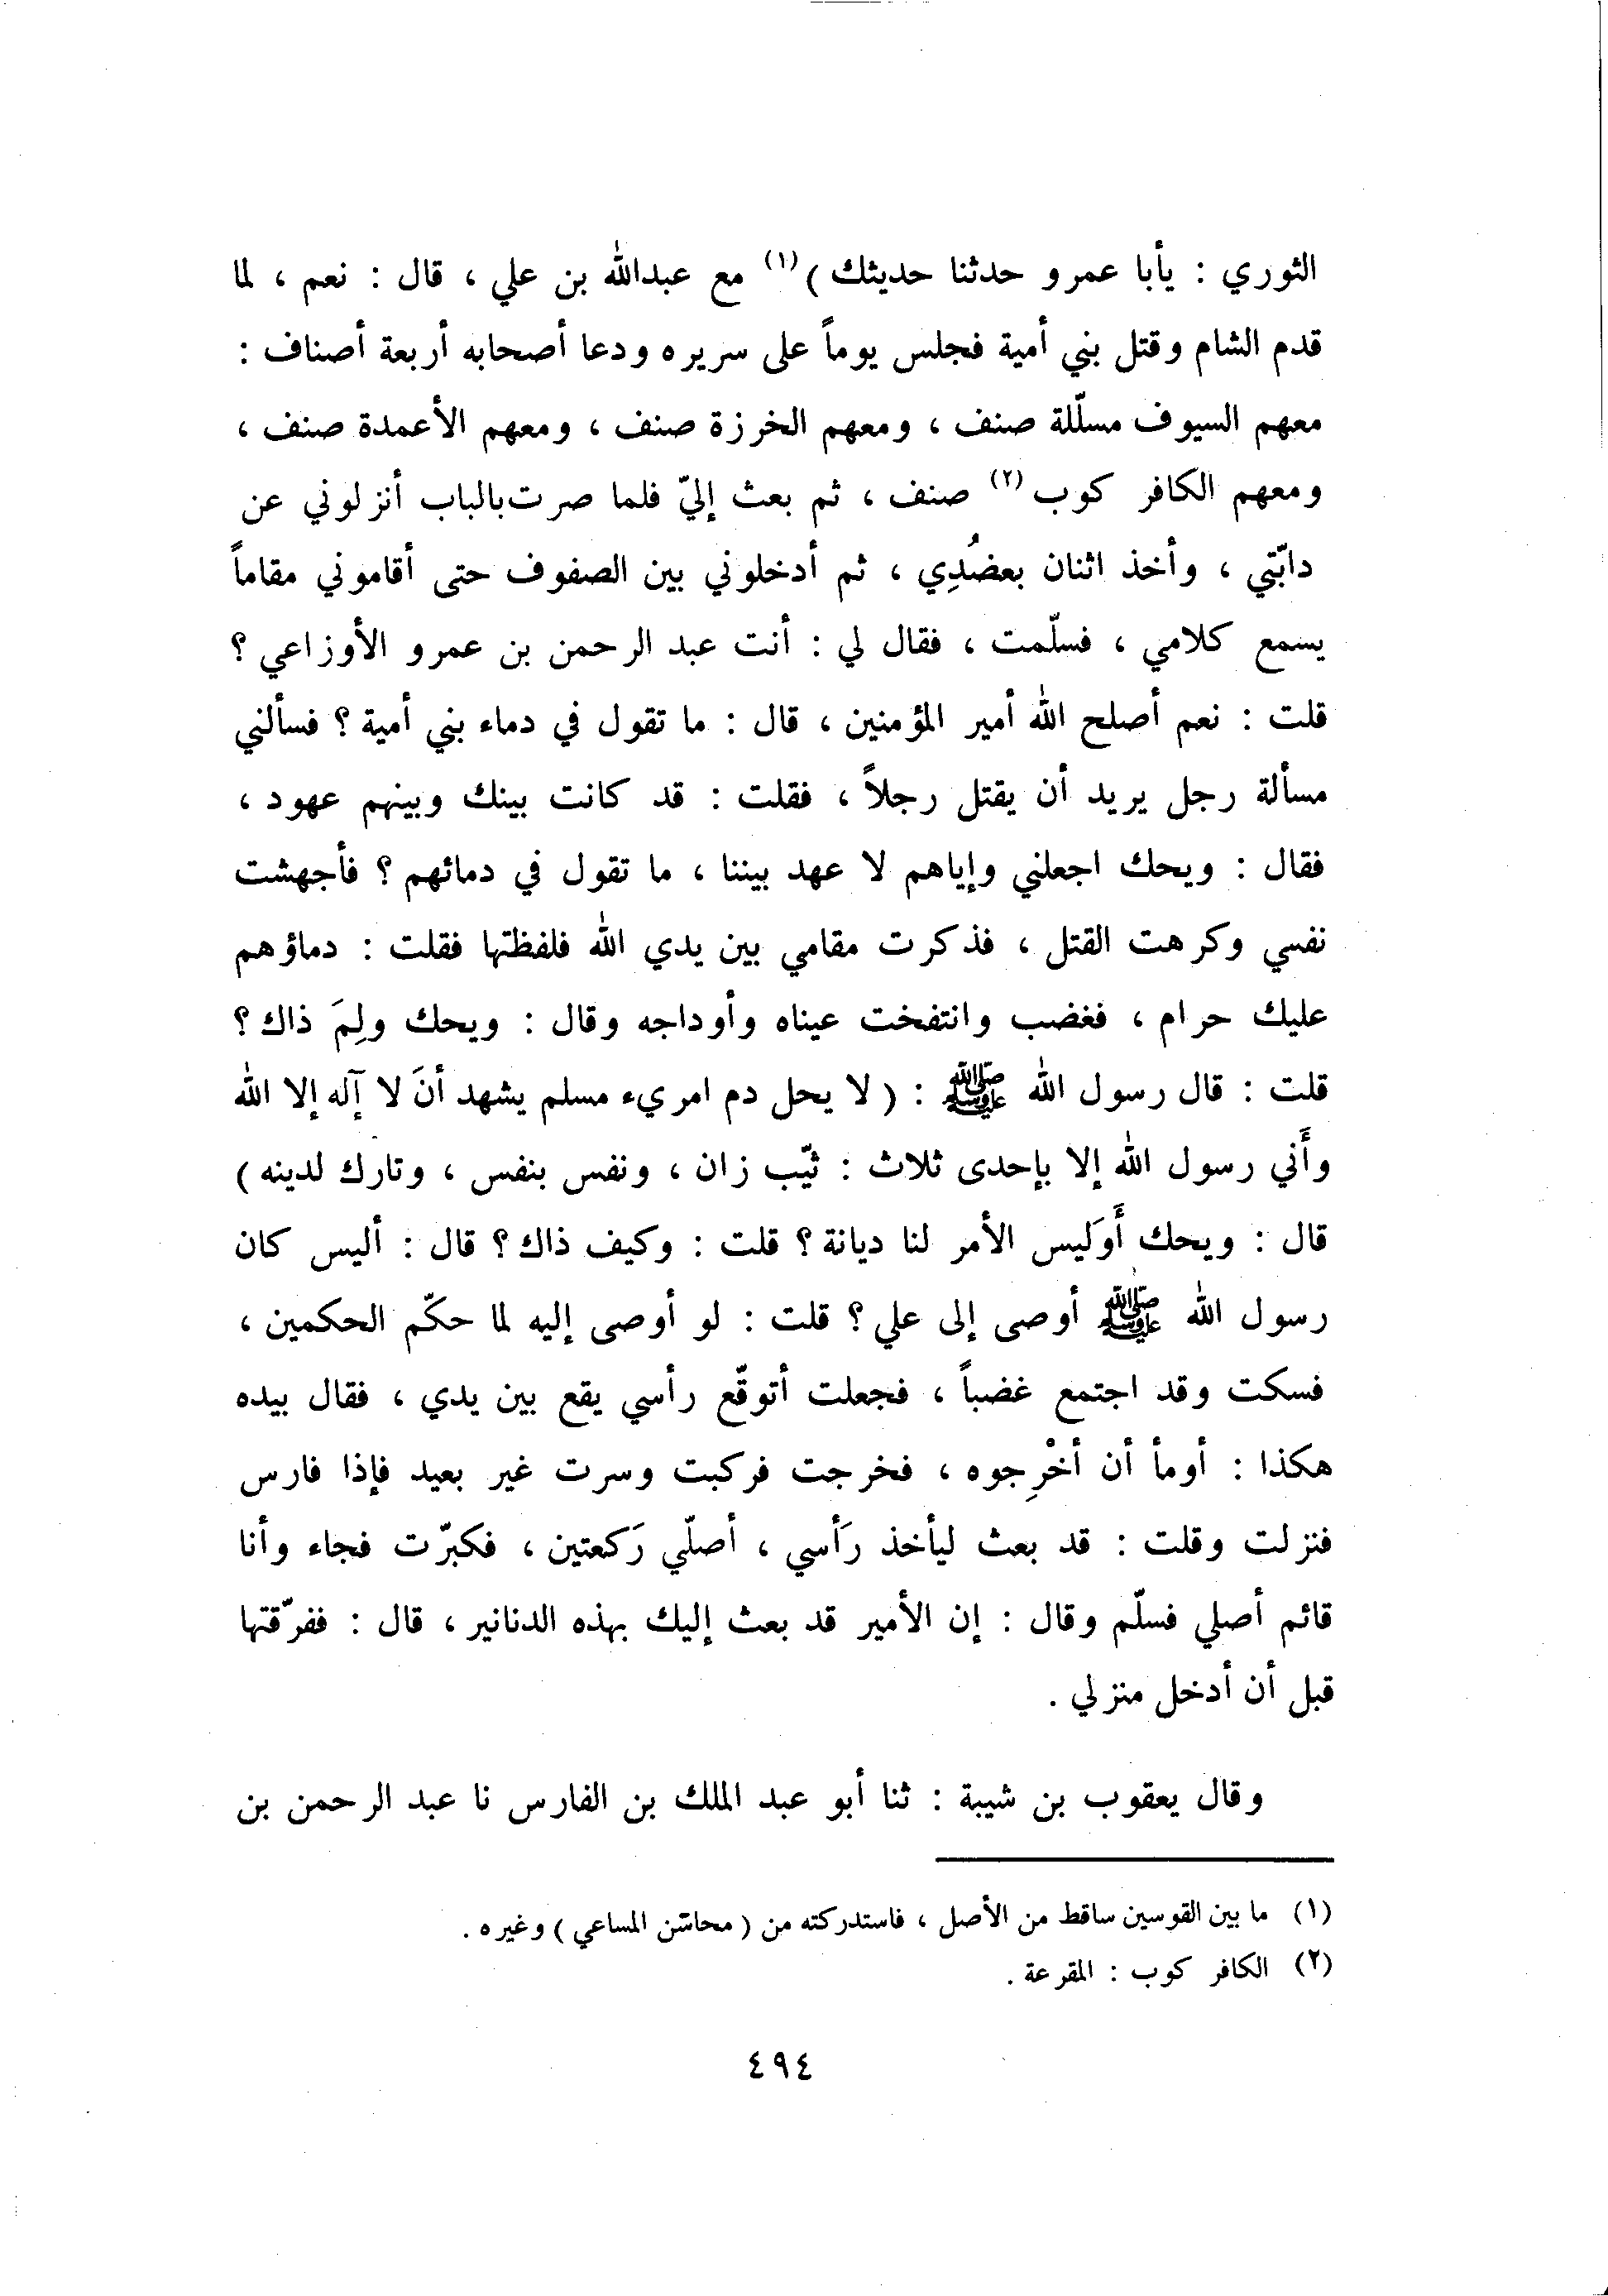 الثوري : يأبا عمرو حدثنا حديثك )(١) مع عبدالله بن علي ، قال : نعم ، لما
قدم الشام وقتل بني أمية فجلس يوماً على سريره ودعا أصحابه أربعة أصناف :
معهم السيوف مسلّلة صنف ، ومعهم الخرزة صنف ، ومعهم الأعمدة صنف ،
ومعهم الكافر كوب (٢) صنف ، ثم بعث إليّ فلما صرت بالباب أنزلوني عن
دابّتي ، وأخذ اثنان بعضُدِي ، ثم أدخلوني بين الصفوف حتى أقاموني مقاماً
يسمع كلامي ، فسلّمت ، فقال لي : أنت عبد الرحمن بن عمرو الأوزاعي ؟
قلت : نعم أصلح الله أمير المؤمنين ، قال : ما تقول في دماء بني أمية ؟ فسألني
مسألة رجل يريد أن يقتل رجلاً ، فقلت : قد كانت بينك وبينهم عهود ،
فقال : ويحك اجعلني وإياهم لا عهد بيننا ، ما تقول في دمائهم ؟ فأجهشت
نفسي وكرهت القتل ، فذكرت مقامي بين يدي الله فلفظتها فقلت : دماؤهم
عليك حرام ، فغضب وانتفخت عيناه وأوداجه وقال : ويحك ولِمَ ذاك ؟
قلت : قال رسول الله ﷺ : ( لا يحل دم امريء مسلم يشهد أنَ لا آله إلا الله
وأَني رسول الله إلا بإحدى ثلاث : ثيّب زان ، ونفس بنفس ، وتارك لدينه )
قال : ويحك أَوَليس الأمر لنا ديانة ؟ قلت : وكيف ذاك ؟ قال : أليس كان
رسول الله ﷺ أوصى إلى علي ؟ قلت : لو أوصى إليه لما حكّم الحكمين ،
فسكت وقد اجتمع غضباً ، فجعلت أتوقّع رأسي يقع بين يدي ، فقال بيده
هكذا : أومأ أن أخْرِجوه ، فخرجت فركبت وسرت غير بعيد فإذا فارس
فنزلت وقلت : قد بعث ليأخذ رَأسي ، أصلّي رَكعتين ، فكبرّت فجاء وأنا
قائم أصلي فسلّم وقال : إن الأمير قد بعث إليك بهذه الدنانير ، قال : ففرّقتها
قبل أن أدخل منزلي .
وقال يعقوب بن شيبة : ثنا أبو عبد الملك بن الفارس نا عبد الرحمن بن
(١) ما بين القوسين ساقط من الأصل ، فاستدركته من ( محاسن المساعي ) وغيره .
(٢) الكافر كوب : المقرعة .
٤٩٤